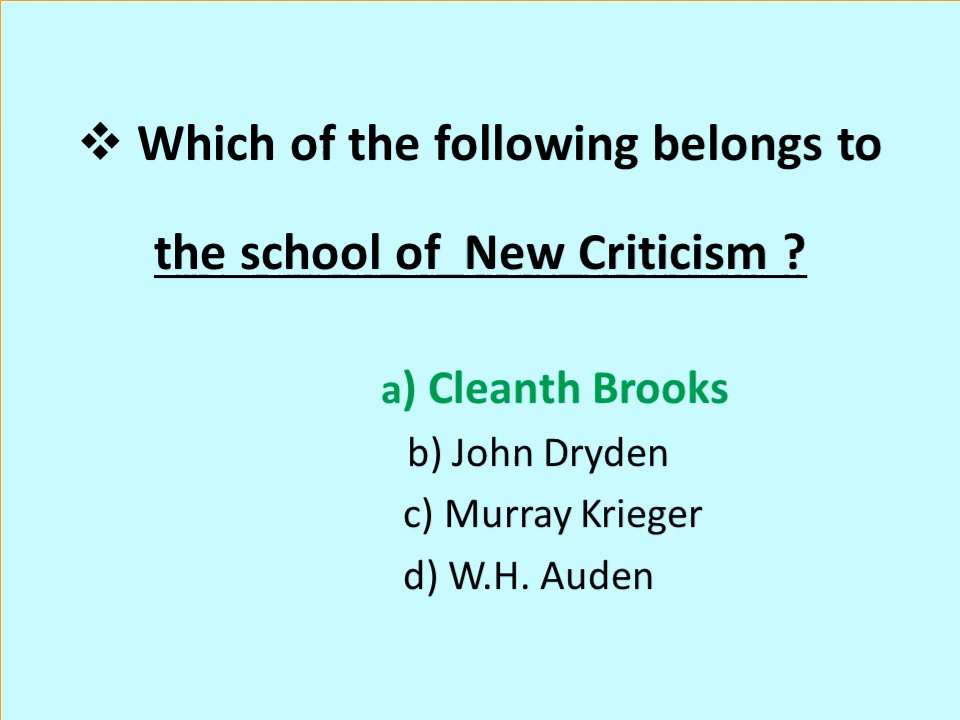 ❖ Which of the following belongs to
the school of New Criticism ?
a) Cleanth Brooks
b) John Dryden
c) Murray Krieger
d) W.H. Auden